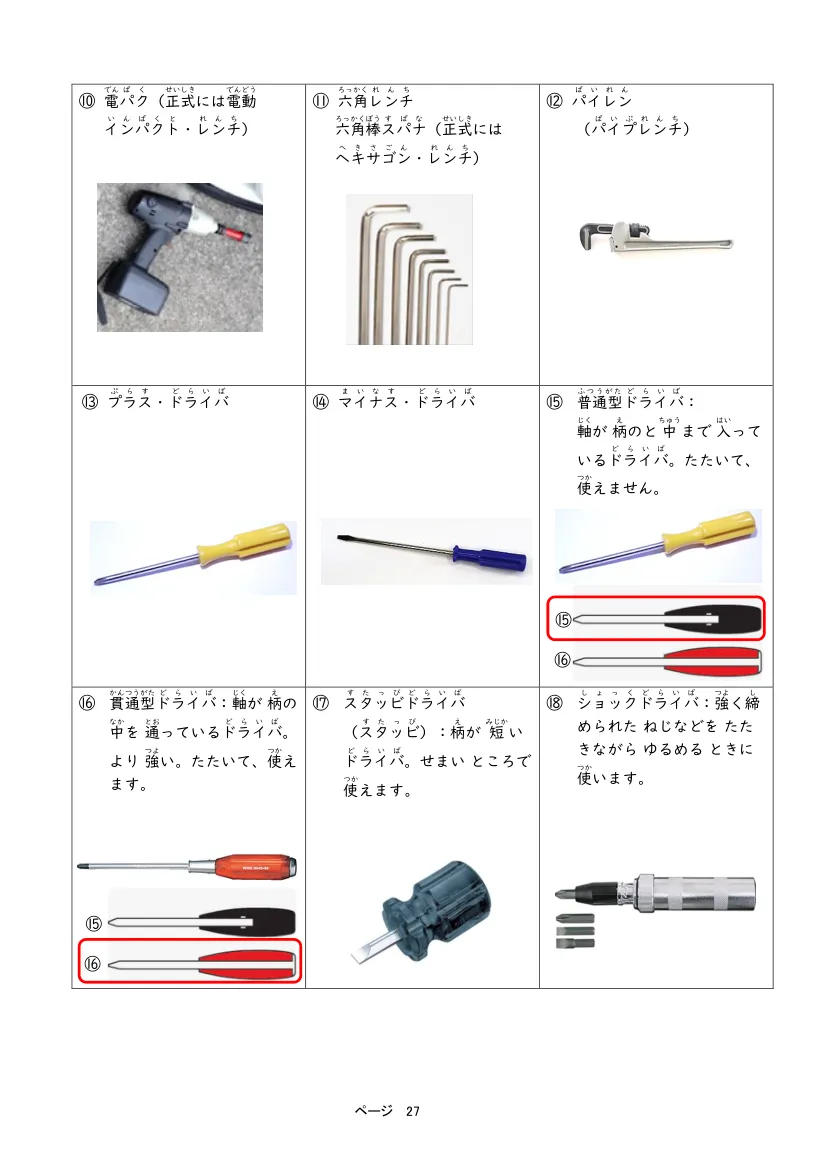 ⑩ 電パク（正式には電動
インパクト・レンチ）
⑪ 六角レンチ
六角棒スパナ（正式には
ヘキサゴン・レンチ）
⑫ パイレン
（パイプレンチ）
⑬ プラス・ドライバ
⑭ マイナス・ドライバ
⑮ 普通型ドライバ：
軸が 柄のと 中 まで 入って
いるドライバ。たたいて、
使えません。
⑮
⑯
⑯ 貫通型ドライバ：軸が 柄の
中を 通っているドライバ。
より 強い。たたいて、使え
ます。
⑮
⑯
⑰ スタッビドライバ
（スタッビ）：柄が 短 い
ドライバ。せまい ところで
使えます。
⑱ ショックドライバ：強く締
められた ねじなどを たた
きながら ゆるめる ときに
使います。
ページ 27